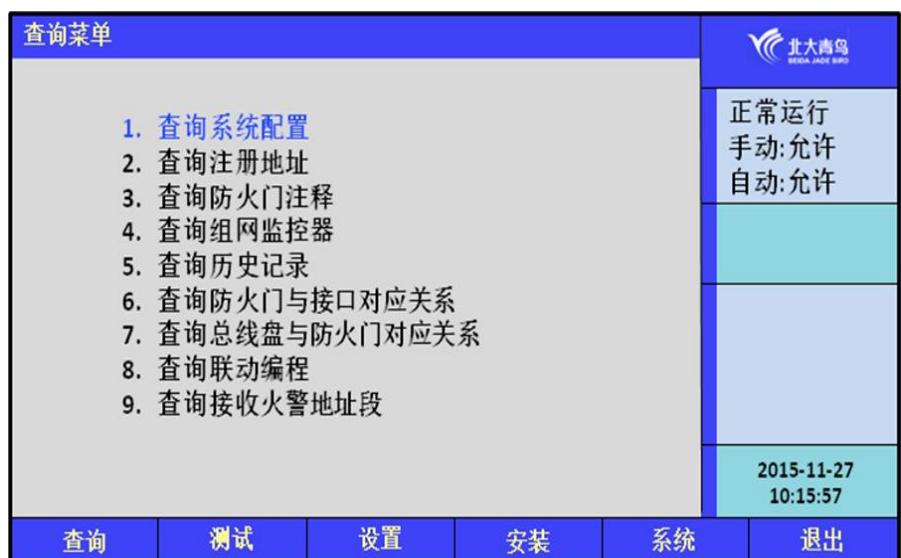 查询菜单
北大青鸟
BEIDA JADE BIRD
1. 查询系统配置
2. 查询注册地址
3. 查询防火门注释
4. 查询组网监控器
5. 查询历史记录
6. 查询防火门与接口对应关系
7. 查询总线盘与防火门对应关系
8. 查询联动编程
9. 查询接收火警地址段
正常运行
手动:允许
自动:允许
2015-11-27
10:15:57
查询 测试 设置 安装 系统 退出